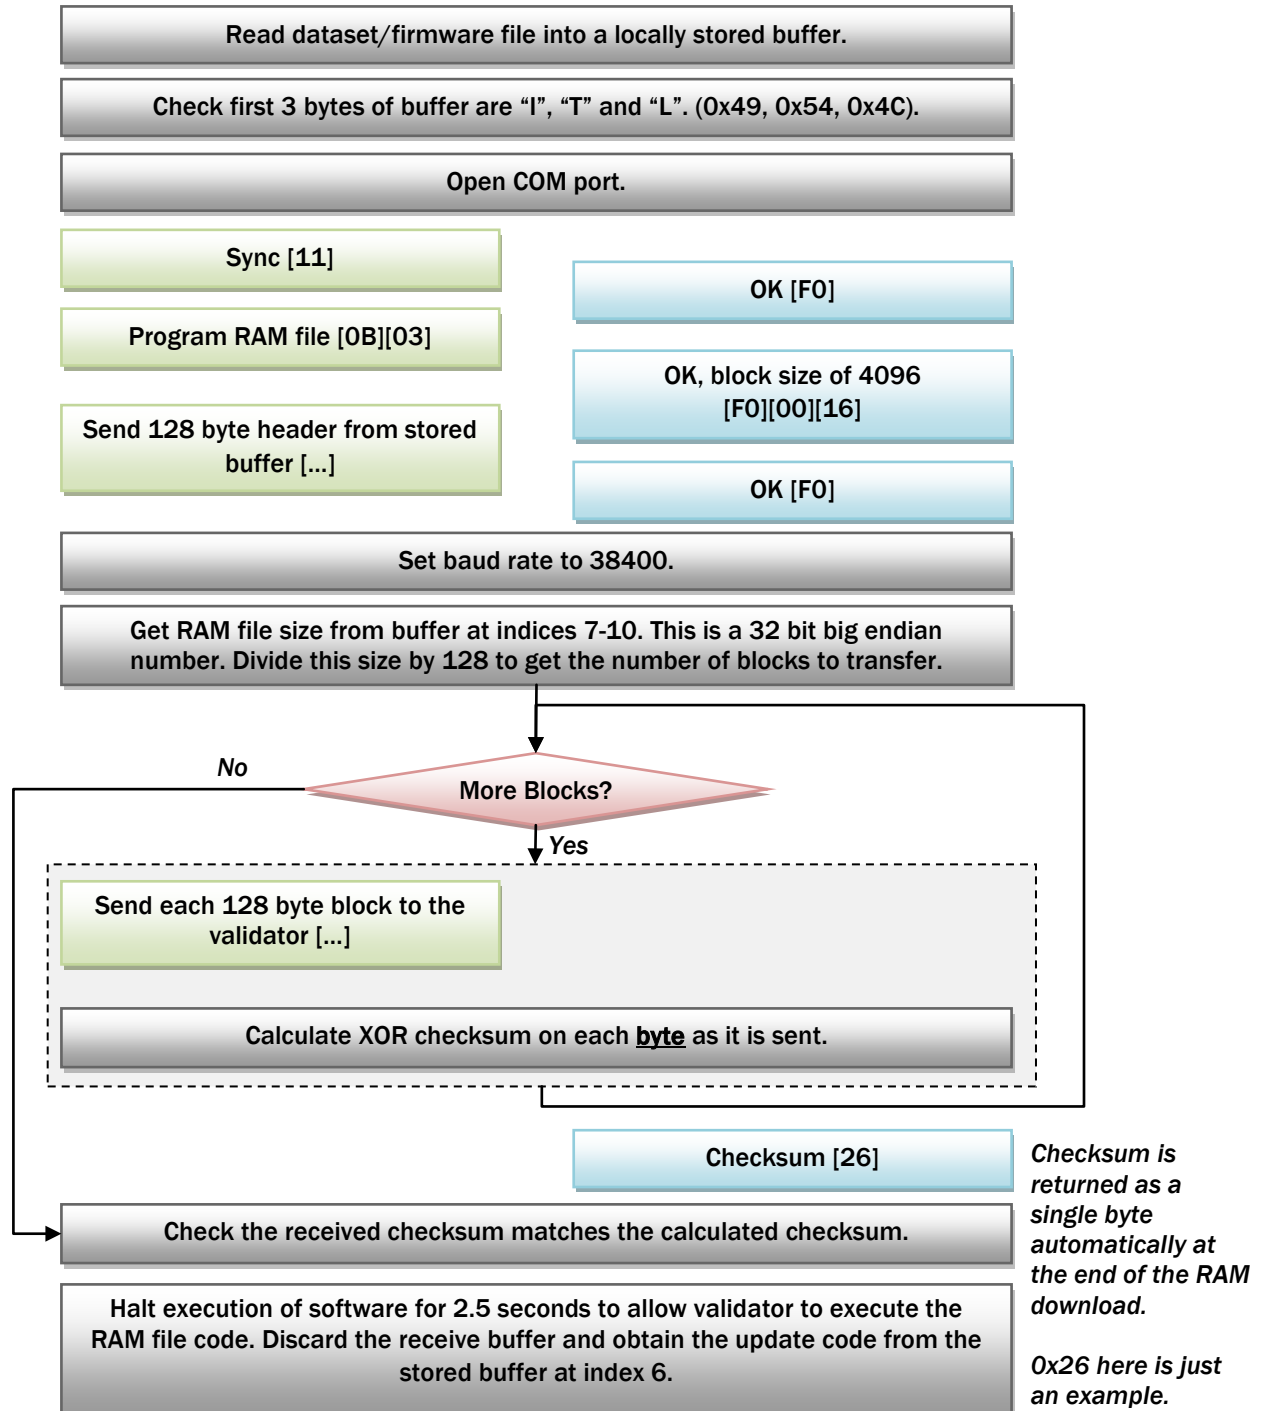 Read dataset/firmware file into a locally stored buffer.
Check first 3 bytes of buffer are “I”, “T” and “L”. (0x49, 0x54, 0x4C).
Open COM port.
Sync [11]
OK [F0]
Program RAM file [0B][03]
OK, block size of 4096
[F0][00][16]
Send 128 byte header from stored
buffer [...]
OK [F0]
Set baud rate to 38400.
Get RAM file size from buffer at indices 7-10. This is a 32 bit big endian
number. Divide this size by 128 to get the number of blocks to transfer.
No
More Blocks?
Yes
Send each 128 byte block to the
validator [...]
Calculate XOR checksum on each byte as it is sent.
Checksum [26]
Checksum is
returned as a
single byte
automatically at
the end of the RAM
download.
Check the received checksum matches the calculated checksum.
Halt execution of software for 2.5 seconds to allow validator to execute the
RAM file code. Discard the receive buffer and obtain the update code from the
stored buffer at index 6.
0x26 here is just
an example.